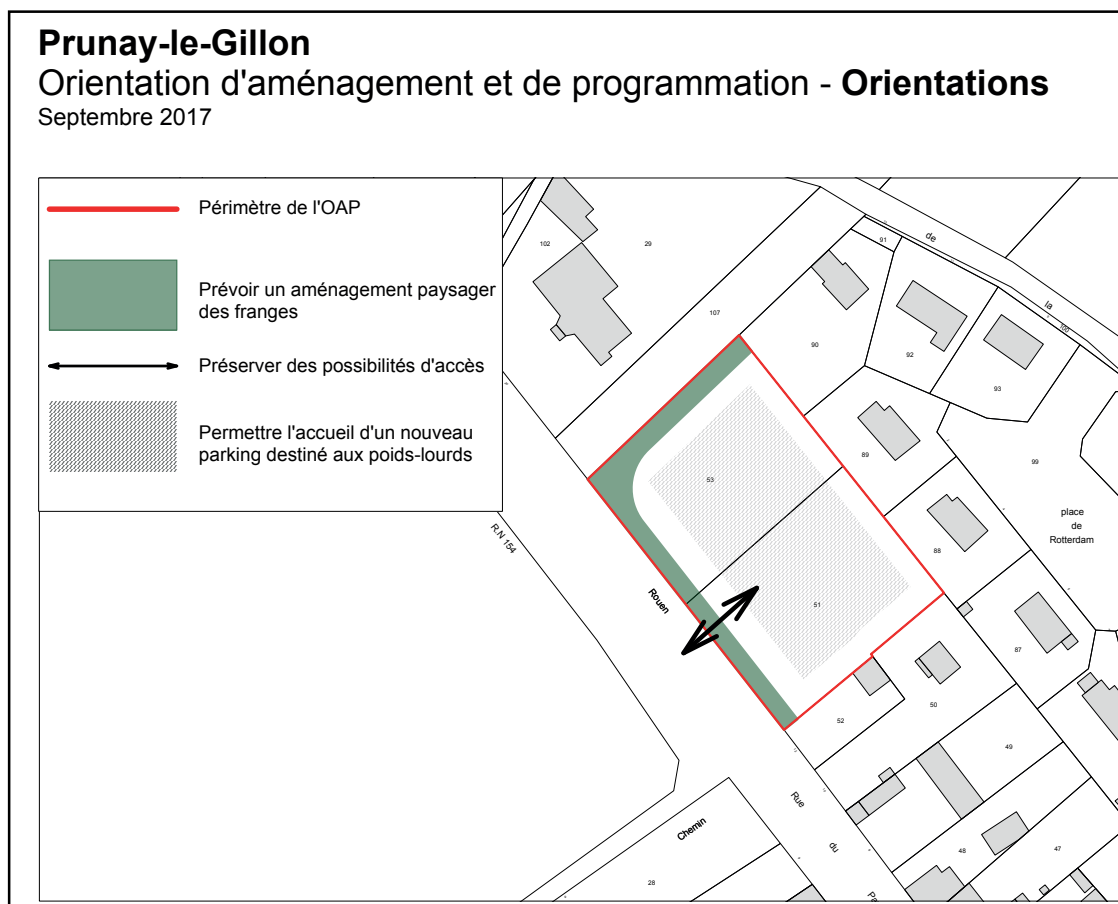 Prunay-le-Gillon
Orientation d'aménagement et de programmation - Orientations
Septembre 2017
Périmètre de l'OAP
Prévoir un aménagement paysager
des franges
Préserver des possibilités d'accès
Permettre l'accueil d'un nouveau
parking destiné aux poids-lourds
102
29
107
91
de
la
100
90
92
93
89
99
53
place
de
Rotterdam
88
R.N 154
Rouen
51
87
52
50
49
Rue
du
Chemin
48
47
28